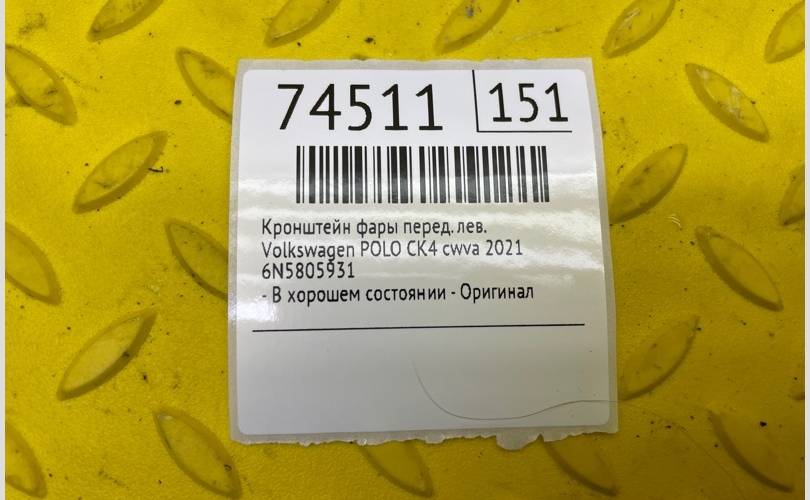 74511 151
Кронштейн фары перед. лев.
Volkswagen POLO CK4 cwva 2021
6N5805931
- В хорошем состоянии - Оригинал